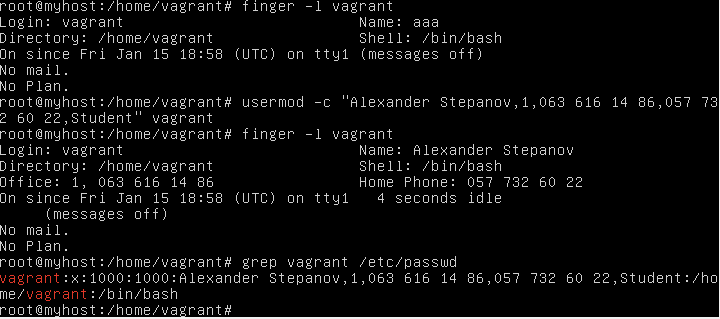 root@myhost:/home/vagrant# finger -l vagrant
Login: vagrant                          Name: aaa
Directory: /home/vagrant                Shell: /bin/bash
On since Fri Jan 15 18:58 (UTC) on tty1 (messages off)
No mail.
No Plan.
root@myhost:/home/vagrant# usermod -c "Alexander Stepanov,1,063 616 14 86,057 73
2 60 22,Student" vagrant
root@myhost:/home/vagrant# finger -l vagrant
Login: vagrant                          Name: Alexander Stepanov
Directory: /home/vagrant                Shell: /bin/bash
Office: 1, 063 616 14 86                Home Phone: 057 732 60 22
On since Fri Jan 15 18:58 (UTC) on tty1   4 seconds idle
     (messages off)
No mail.
No Plan.
root@myhost:/home/vagrant# grep vagrant /etc/passwd
vagrant:x:1000:1000:Alexander Stepanov,1,063 616 14 86,057 732 60 22,Student:/ho
me/vagrant:/bin/bash
root@myhost:/home/vagrant#